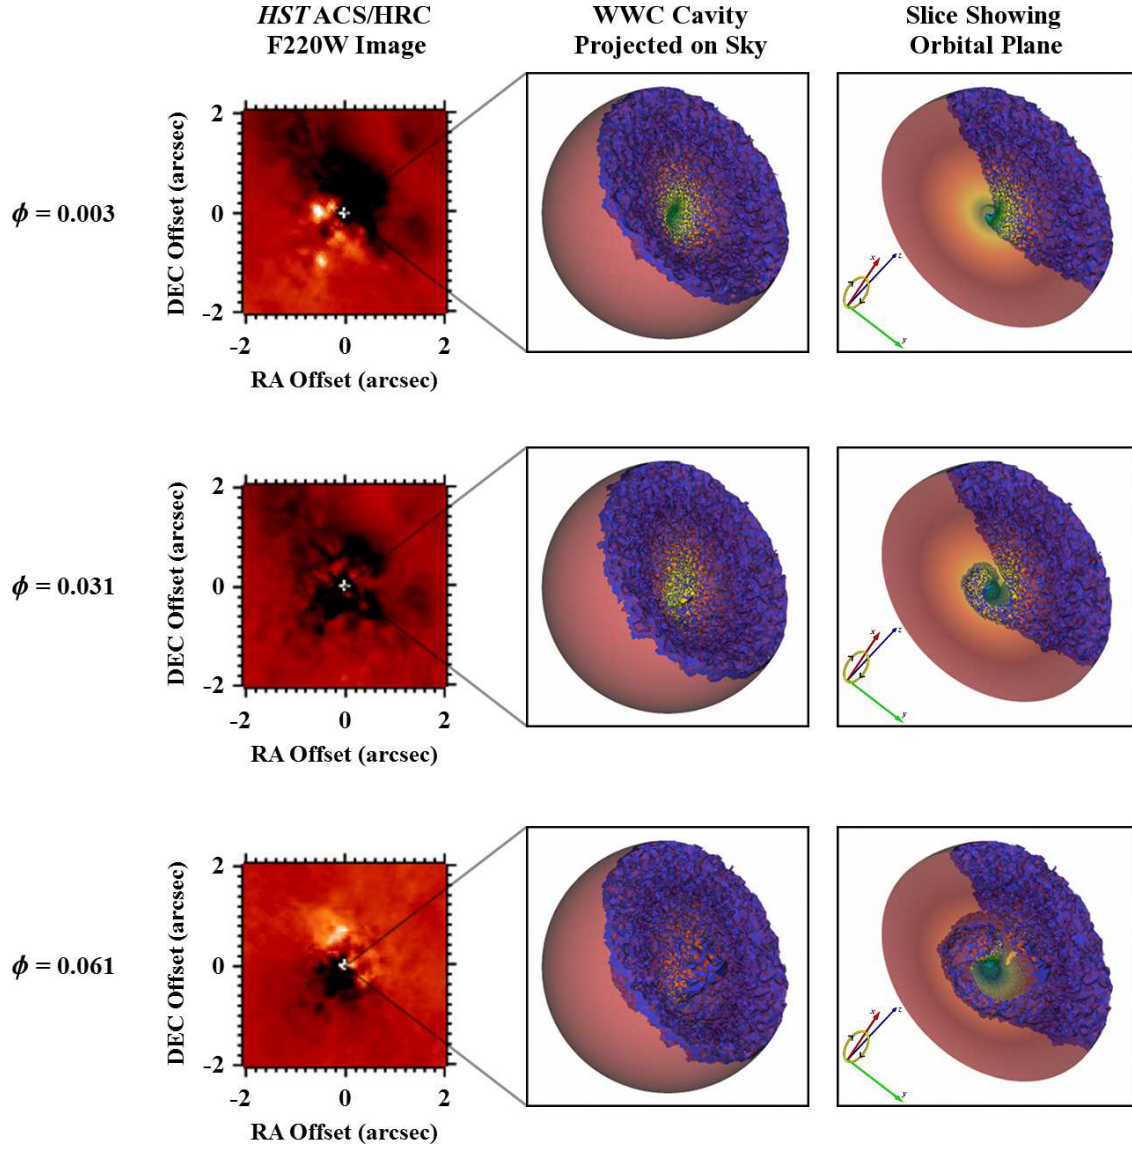 HST ACS/HRC
F220W Image
WWC Cavity
Projected on Sky
Slice Showing
Orbital Plane
ϕ = 0.003
DEC Offset (arcsec)
2
0
-2
-2 0 2
RA Offset (arcsec)
x
z
y
ϕ = 0.031
DEC Offset (arcsec)
2
0
-2
-2 0 2
RA Offset (arcsec)
x
z
y
ϕ = 0.061
DEC Offset (arcsec)
2
0
-2
-2 0 2
RA Offset (arcsec)
x
z
y